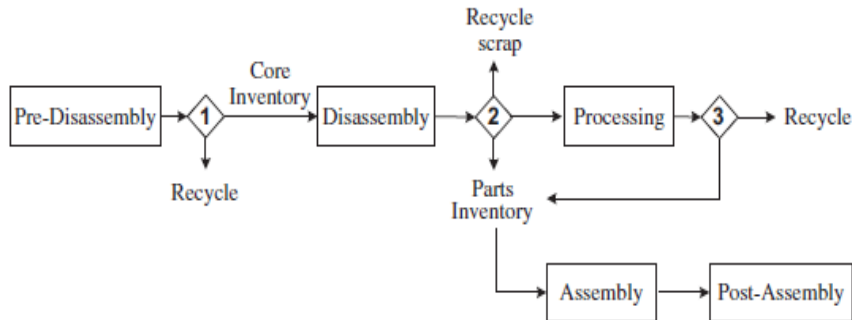 Recycle
scrap
Core
Inventory
Pre-Disassembly
1
Disassembly
2
Processing
3
Recycle
Recycle
Parts
Inventory
Assembly
Post-Assembly